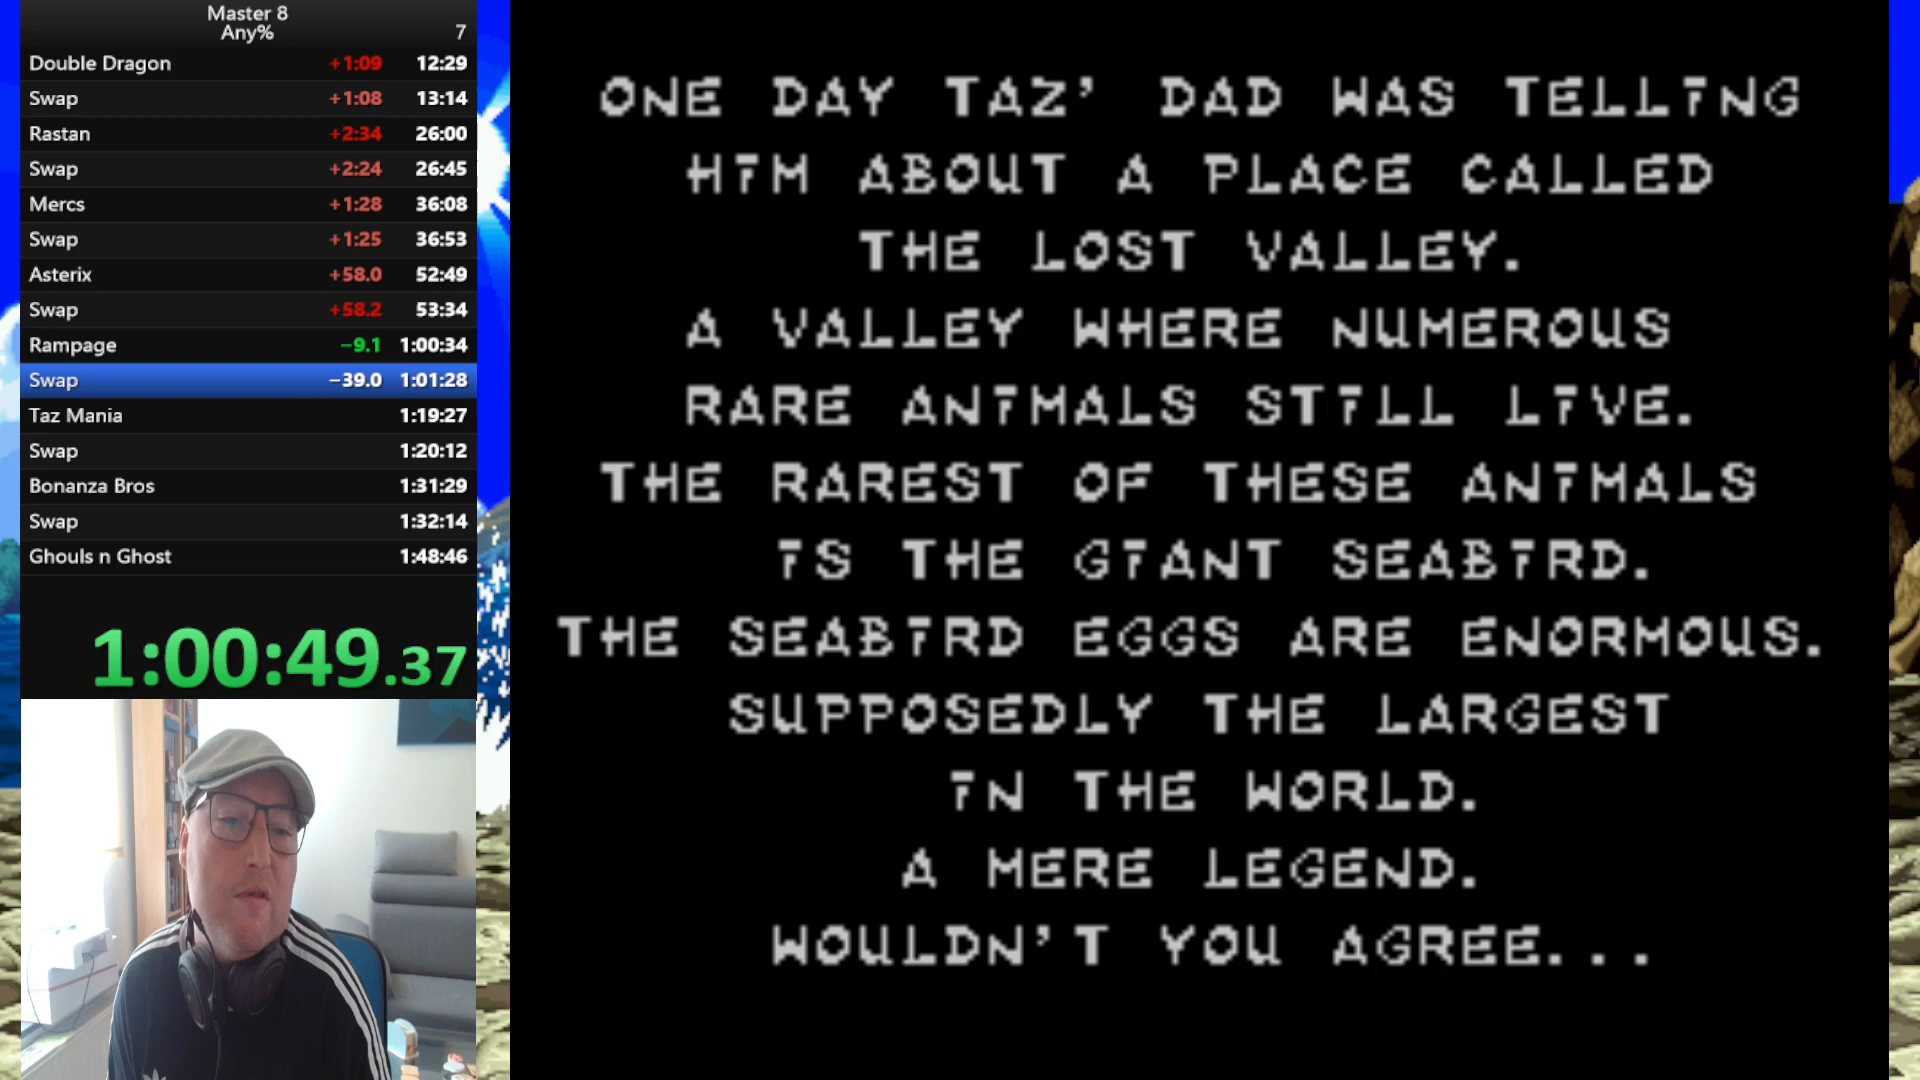 Master 8
Any%
7
Double Dragon +1:09 12:29
Swap +1:08 13:14
Rastan +2:34 26:00
Swap +2:24 26:45
Mercs +1:28 36:08
Swap +1:25 36:53
Asterix +58.0 52:49
Swap +58.2 53:34
Rampage −9.1 1:00:34
Swap −39.0 1:01:28
Taz Mania 1:19:27
Swap 1:20:12
Bonanza Bros 1:31:29
Swap 1:32:14
Ghouls n Ghost 1:48:46
1:00:49.37
ONE DAY TAZ' DAD WAS TELLING
HIM ABOUT A PLACE CALLED
THE LOST VALLEY.
A VALLEY WHERE NUMEROUS
RARE ANIMALS STILL LIVE.
THE RAREST OF THESE ANIMALS
IS THE GIANT SEABIRD.
THE SEABIRD EGGS ARE ENORMOUS.
SUPPOSEDLY THE LARGEST
IN THE WORLD.
A MERE LEGEND.
WOULDN'T YOU AGREE...